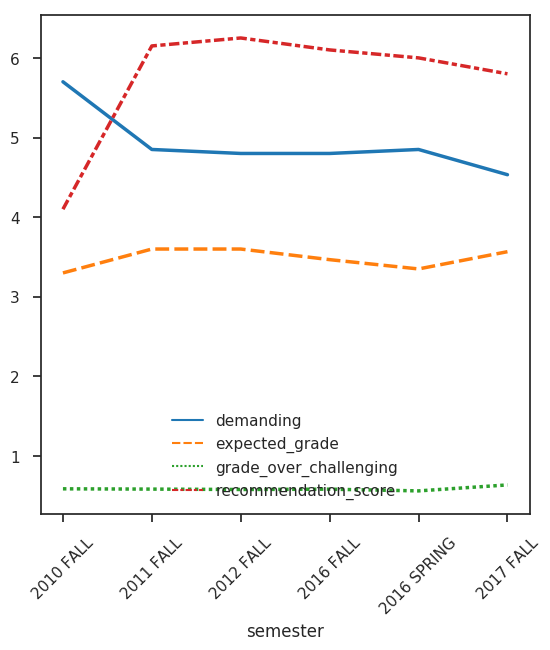 6
5
4
3
2
1
demanding
expected_grade
grade_over_challenging
recommendation_score
2010 FALL
2011 FALL
2012 FALL
2016 FALL
2016 SPRING
2017 FALL
semester